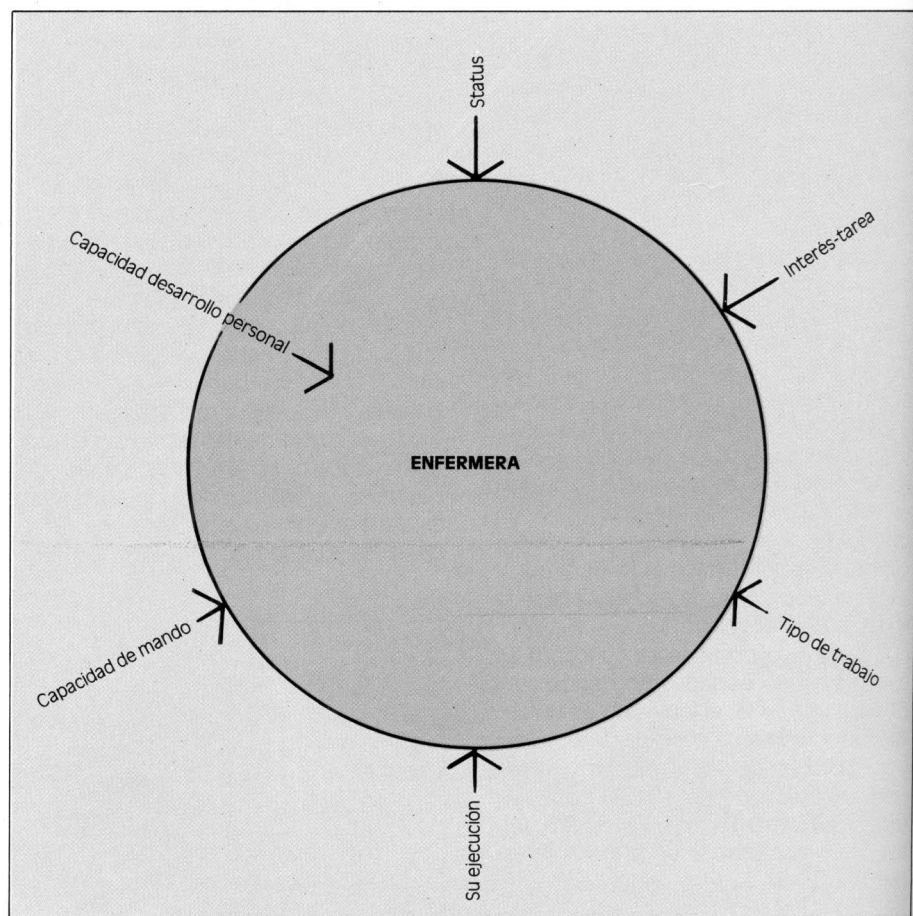 Status
Interés-tarea
Capacidad desarrollo personal
ENFERMERA
Tipo de trabajo
Capacidad de mando
Su ejecución